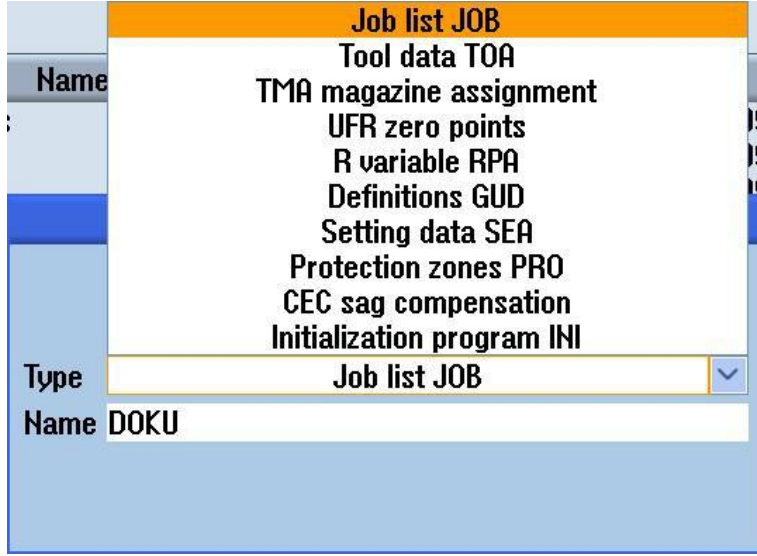 Job list JOB
Tool data TOA
Name
TMA magazine assignment
UFR zero points
R variable RPA
Definitions GUD
Setting data SEA
Protection zones PRO
CEC sag compensation
Initialization program INI
Type Job list JOB
Name DOKU